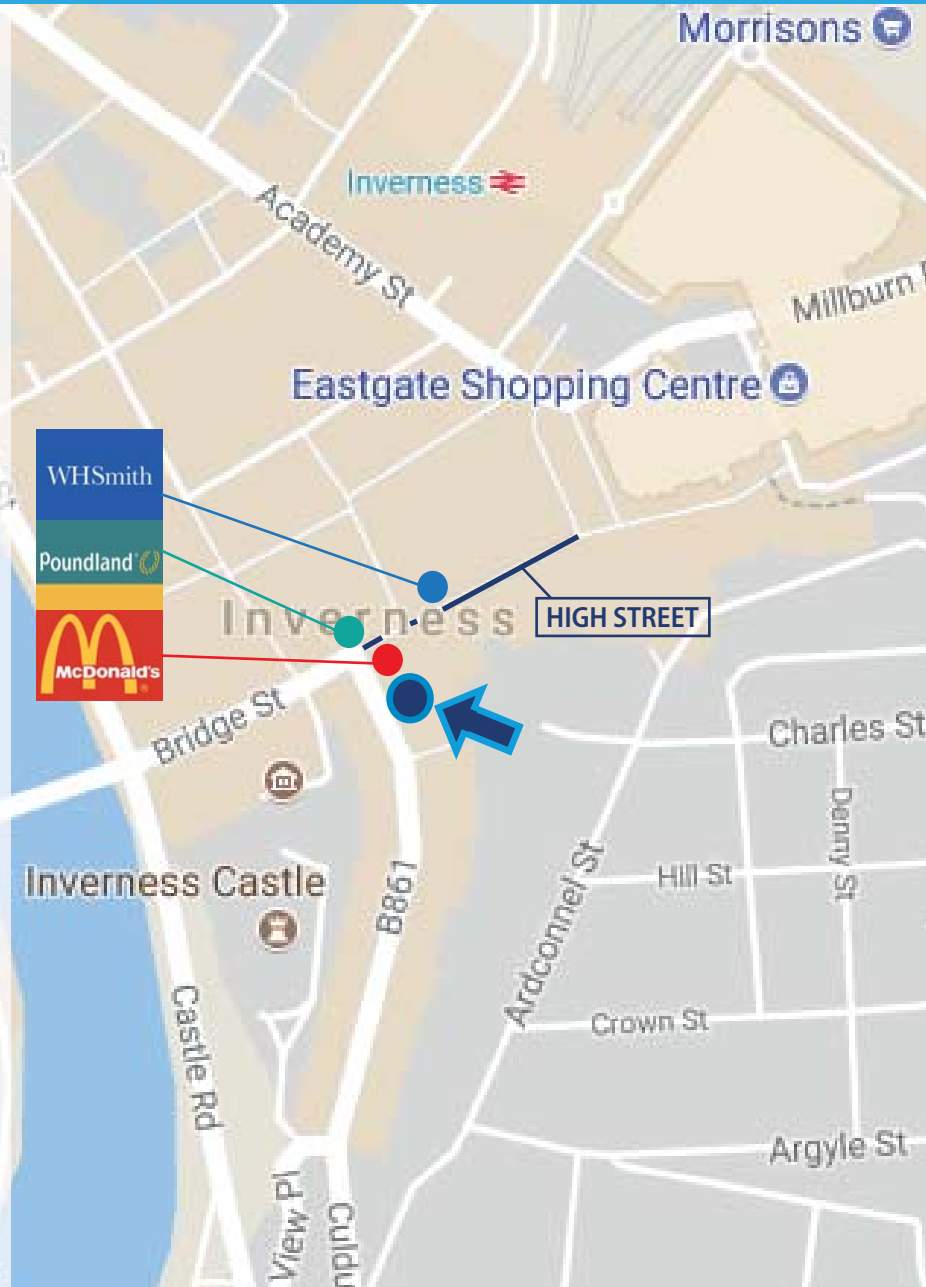 Morrisons
Inverness
Academy St
Millburn
Eastgate Shopping Centre
WHSmith
Poundland
McDonald's
Inverness
HIGH STREET
Bridge St
Charles St
Denny St
Inverness Castle
B861
Hill St
Ardconnel St
Crown St
Castle Rd
Argyle St
View Pl